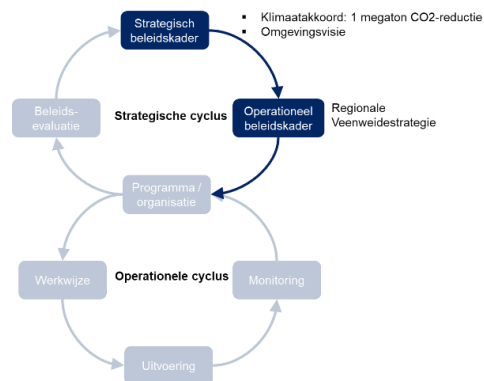 Strategisch
beleidskader
▪ Klimaatakkoord: 1 megaton CO2-reductie
▪ Omgevingsvisie
Beleids-
evaluatie
Strategische cyclus
Operationeel
beleidskader
Regionale
Veenweidestrategie
Programma /
organisatie
Werkwijze
Operationele cyclus
Monitoring
Uitvoering